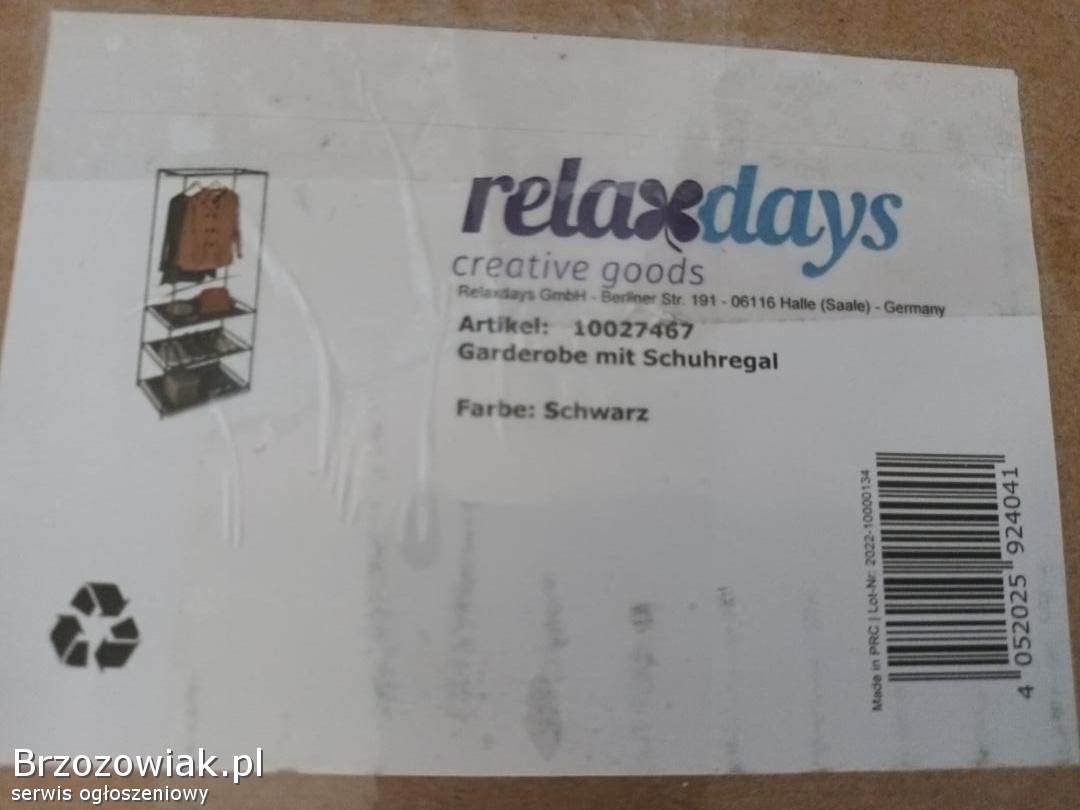 relaxdays
creative goods
Relaxdays GmbH - Berliner Str. 191 - 06116 Halle (Saale) - Germany
Artikel: 10027467
Garderobe mit Schuhregal
Farbe: Schwarz
Made in PRC | Lot-Nr: 2022-10000134
4 052025 924041
Brzozowiak.pl
serwis ogłoszeniowy